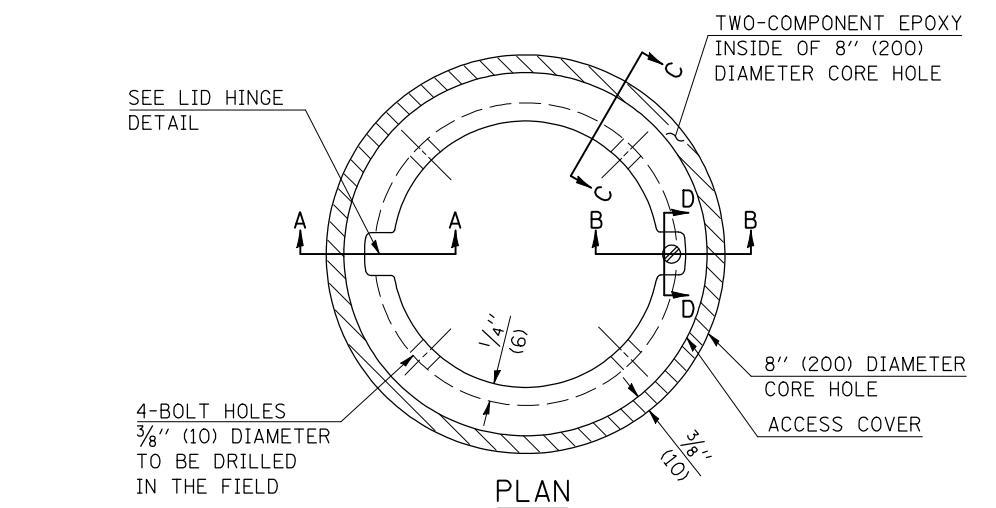 TWO-COMPONENT EPOXY
INSIDE OF 8" (200)
DIAMETER CORE HOLE
SEE LID HINGE
DETAIL
C
C
A
A
B
B
D
D
1/4"
(6)
8" (200) DIAMETER
CORE HOLE
ACCESS COVER
4-BOLT HOLES
3/8" (10) DIAMETER
TO BE DRILLED
IN THE FIELD
3/8"
(10)
PLAN